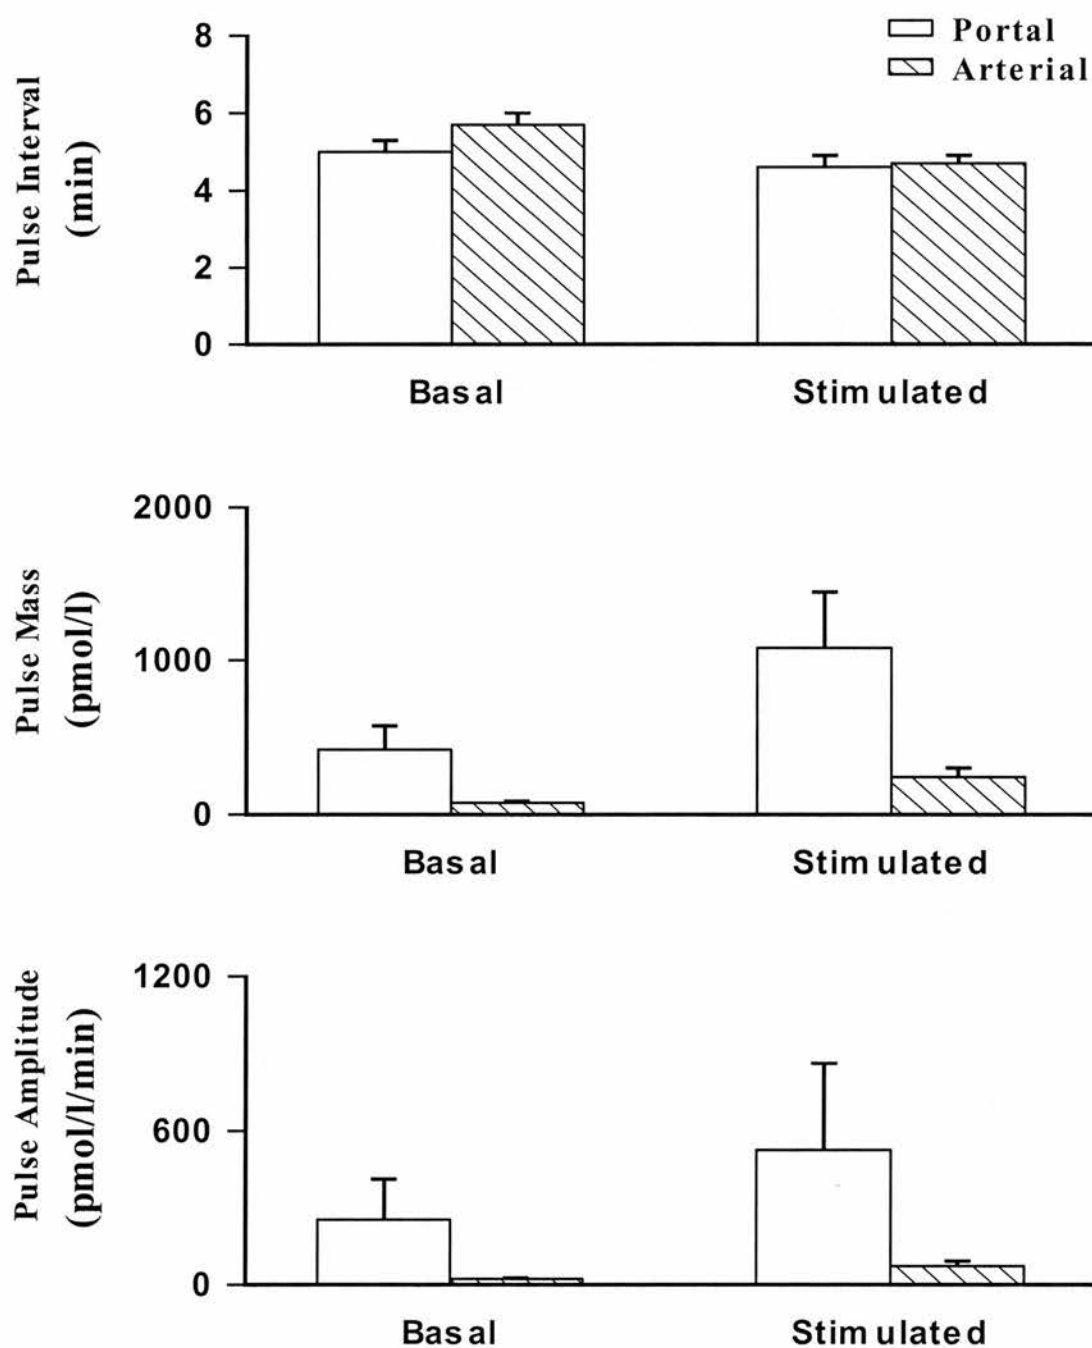 Portal
Arterial
Pulse Interval
(min)
8
6
4
2
0
Basal
Stimulated
Pulse Mass
(pmol/l)
2000
1000
0
Basal
Stimulated
Pulse Amplitude
(pmol/l/min)
1200
600
0
Basal
Stimulated